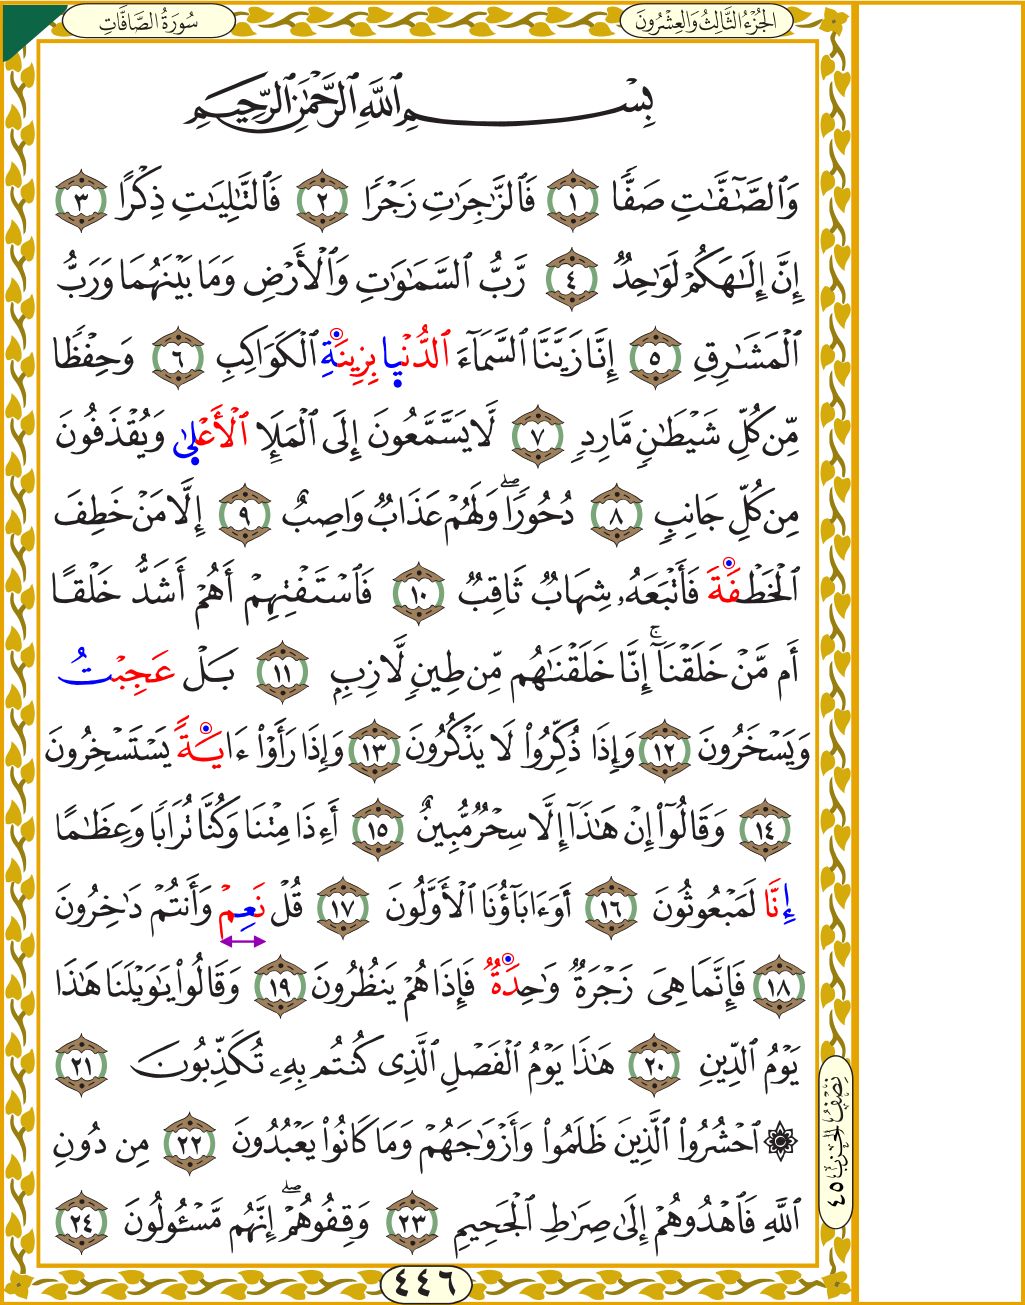 سُورَةُ الصَّافَّاتِ
الجُزْءُ الثَّالِثُ وَالعِشْرُونَ
بِسْمِ ٱللَّهِ ٱلرَّحْمَٰنِ ٱلرَّحِيمِ
وَٱلصَّٰٓفَّٰتِ صَفًّا ١ فَٱلزَّٰجِرَٰتِ زَجْرًا ٢ فَٱلتَّٰلِيَٰتِ ذِكْرًا ٣
إِنَّ إِلَٰهَكُمْ لَوَٰحِدٌ ٤ رَّبُّ ٱلسَّمَٰوَٰتِ وَٱلْأَرْضِ وَمَا بَيْنَهُمَا وَرَبُّ
ٱلْمَشَٰرِقِ ٥ إِنَّا زَيَّنَّا ٱلسَّمَآءَ ٱلدُّنْيٜا بِزِينَةِ ٱلْكَوَاكِبِ ٦ وَحِفْظًا
مِّن كُلِّ شَيْطَٰنٍ مَّارِدٍ ٧ لَّا يَسَّمَّعُونَ إِلَى ٱلْمَلَإِ ٱلْأَعْلٜىٰ وَيُقْذَفُونَ
مِن كُلِّ جَانِبٍ ٨ دُحُورًاۖ وَلَهُمْ عَذَابٌ وَاصِبٌ ٩ إِلَّا مَنْ خَطِفَ
ٱلْخَطْفَةَ فَأَتْبَعَهُۥ شِهَابٌ ثَاقِبٌ ١٠ فَٱسْتَفْتِهِمْ أَهُمْ أَشَدُّ خَلْقًا
أَم مَّنْ خَلَقْنَآۚ إِنَّا خَلَقْنَٰهُم مِّن طِينٍ لَّازِبٍ ١١ بَلْ عَجِبْتُ
وَيَسْخَرُونَ ١٢ وَإِذَا ذُكِّرُوا۟ لَا يَذْكُرُونَ ١٣ وَإِذَا رَأَوْا۟ ءَايَةً يَسْتَسْخِرُونَ
١٤ وَقَالُوٓا۟ إِنْ هَٰذَآ إِلَّا سِحْرٌ مُّبِينٌ ١٥ أَءِذَا مِتْنَا وَكُنَّا تُرَابًا وَعِظَٰمًا
إِنَّا لَمَبْعُوثُونَ ١٦ أَوَءَابَآؤُنَا ٱلْأَوَّلُونَ ١٧ قُلْ نَعِمْ وَأَنتُمْ دَٰخِرُونَ
١٨ فَإِنَّمَا هِىَ زَجْرَةٌ وَٰحِدَةٌ فَإِذَا هُمْ يَنظُرُونَ ١٩ وَقَالُوا۟ يَٰوَيْلَنَا هَٰذَا
يَوْمُ ٱلدِّينِ ٢٠ هَٰذَا يَوْمُ ٱلْفَصْلِ ٱلَّذِى كُنتُم بِهِۦ تُكَذِّبُونَ ٢١
۞ ٱحْشُرُوا۟ ٱلَّذِينَ ظَلَمُوا۟ وَأَزْوَٰجَهُمْ وَمَا كَانُوا۟ يَعْبُدُونَ ٢٢ مِن دُونِ
ٱللَّهِ فَٱهْدُوهُمْ إِلَىٰ صِرَٰطِ ٱلْجَحِيمِ ٢٣ وَقِفُوهُمْۖ إِنَّهُم مَّسْـُٔولُونَ ٢٤
نِصْفُ الحِزْبِ ٤٥
٤٤٦